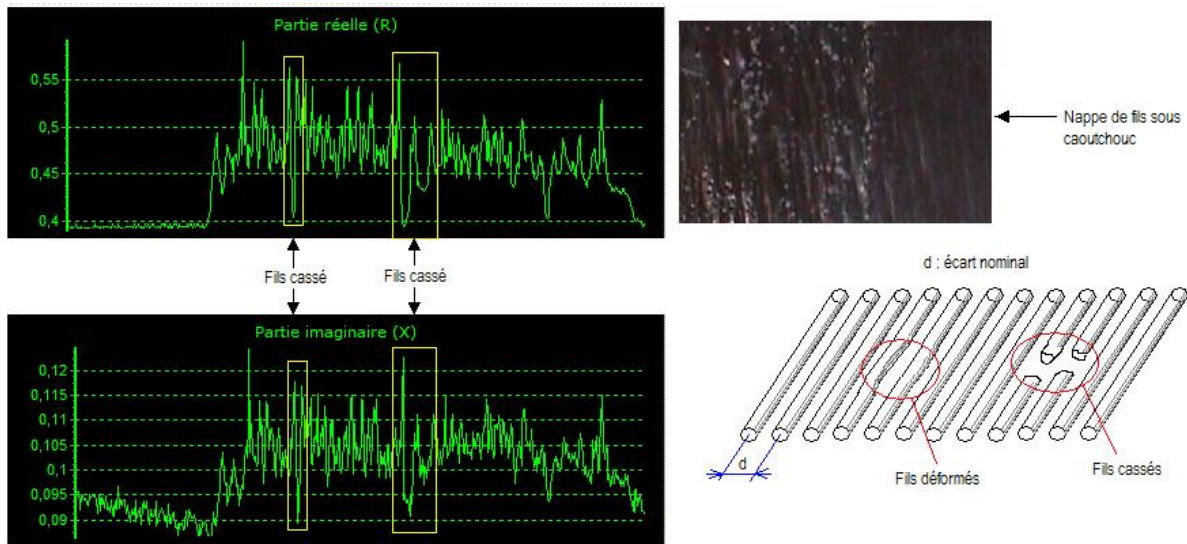 Partie réelle (R)
0,55
0,5
0,45
0,4
Nappe de fils sous
caoutchouc
Fils cassé
Fils cassé
Partie imaginaire (X)
0,12
0,115
0,11
0,105
0,1
0,095
0,09
d : écart nominal
d
Fils déformés
Fils cassés